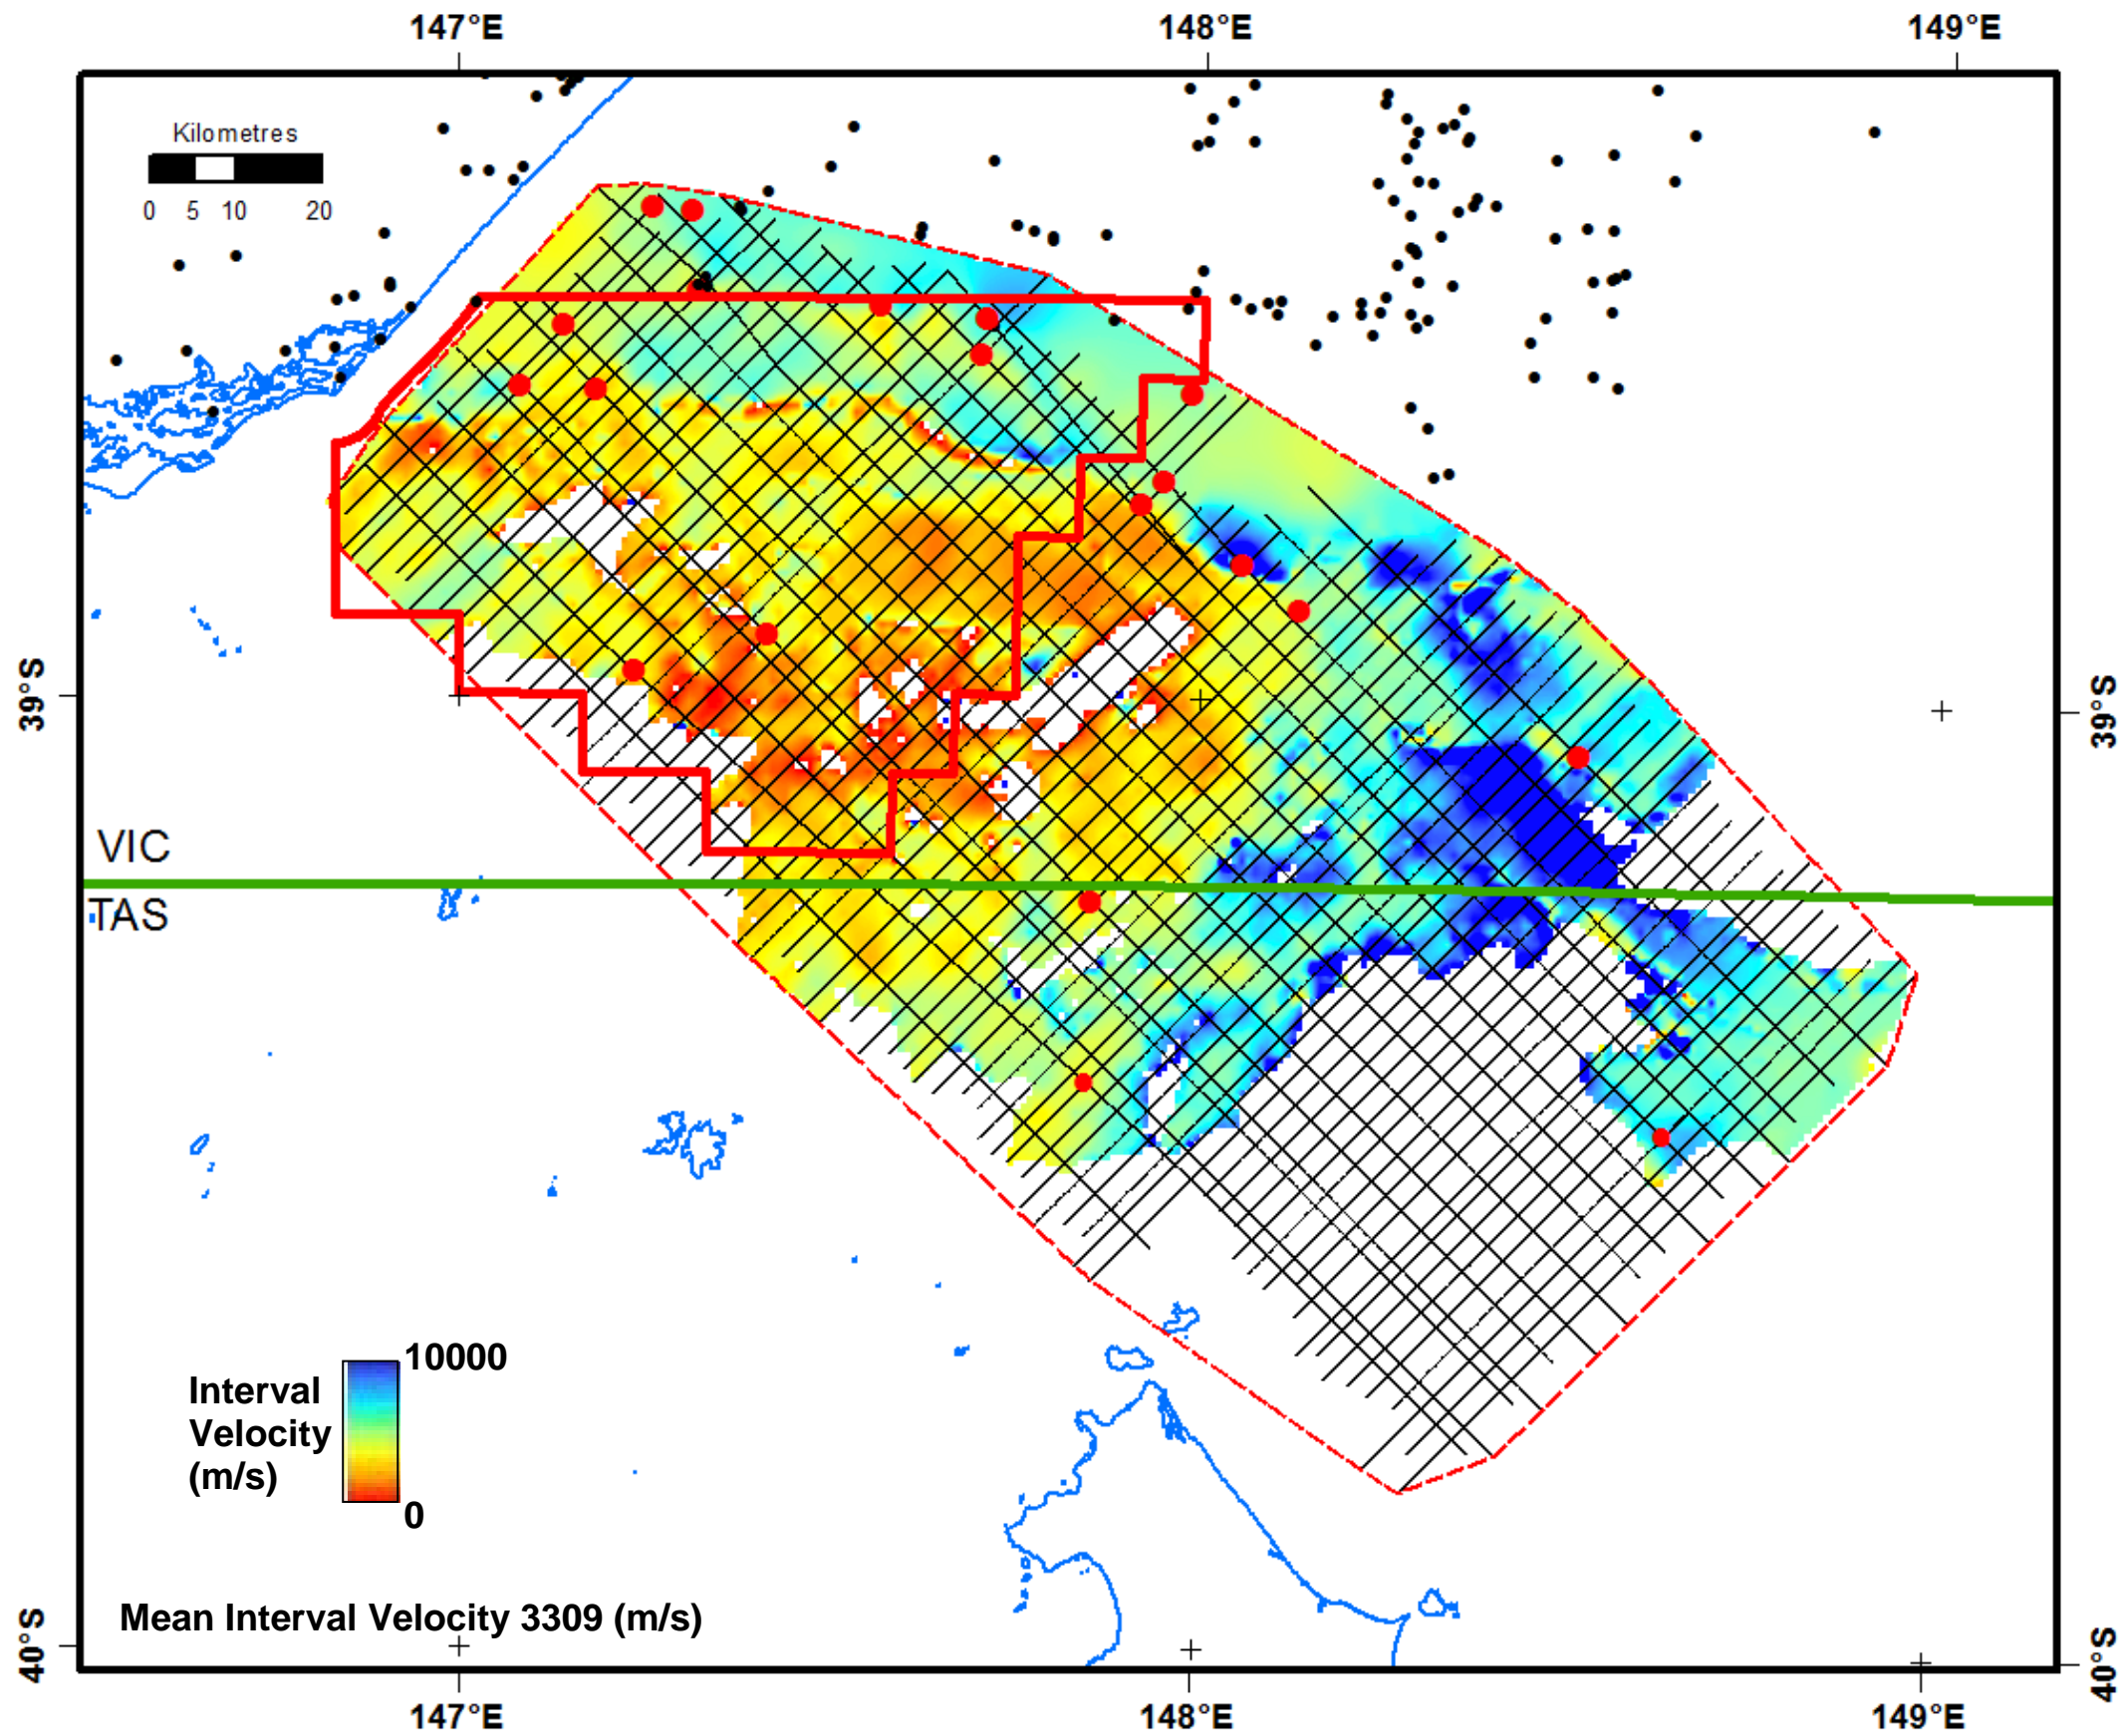 147°E 148°E 149°E
Kilometres
0 5 10 20
39°S 39°S
VIC
TAS
10000
Interval
Velocity
(m/s)
0
Mean Interval Velocity 3309 (m/s)
40°S 40°S
147°E 148°E 149°E